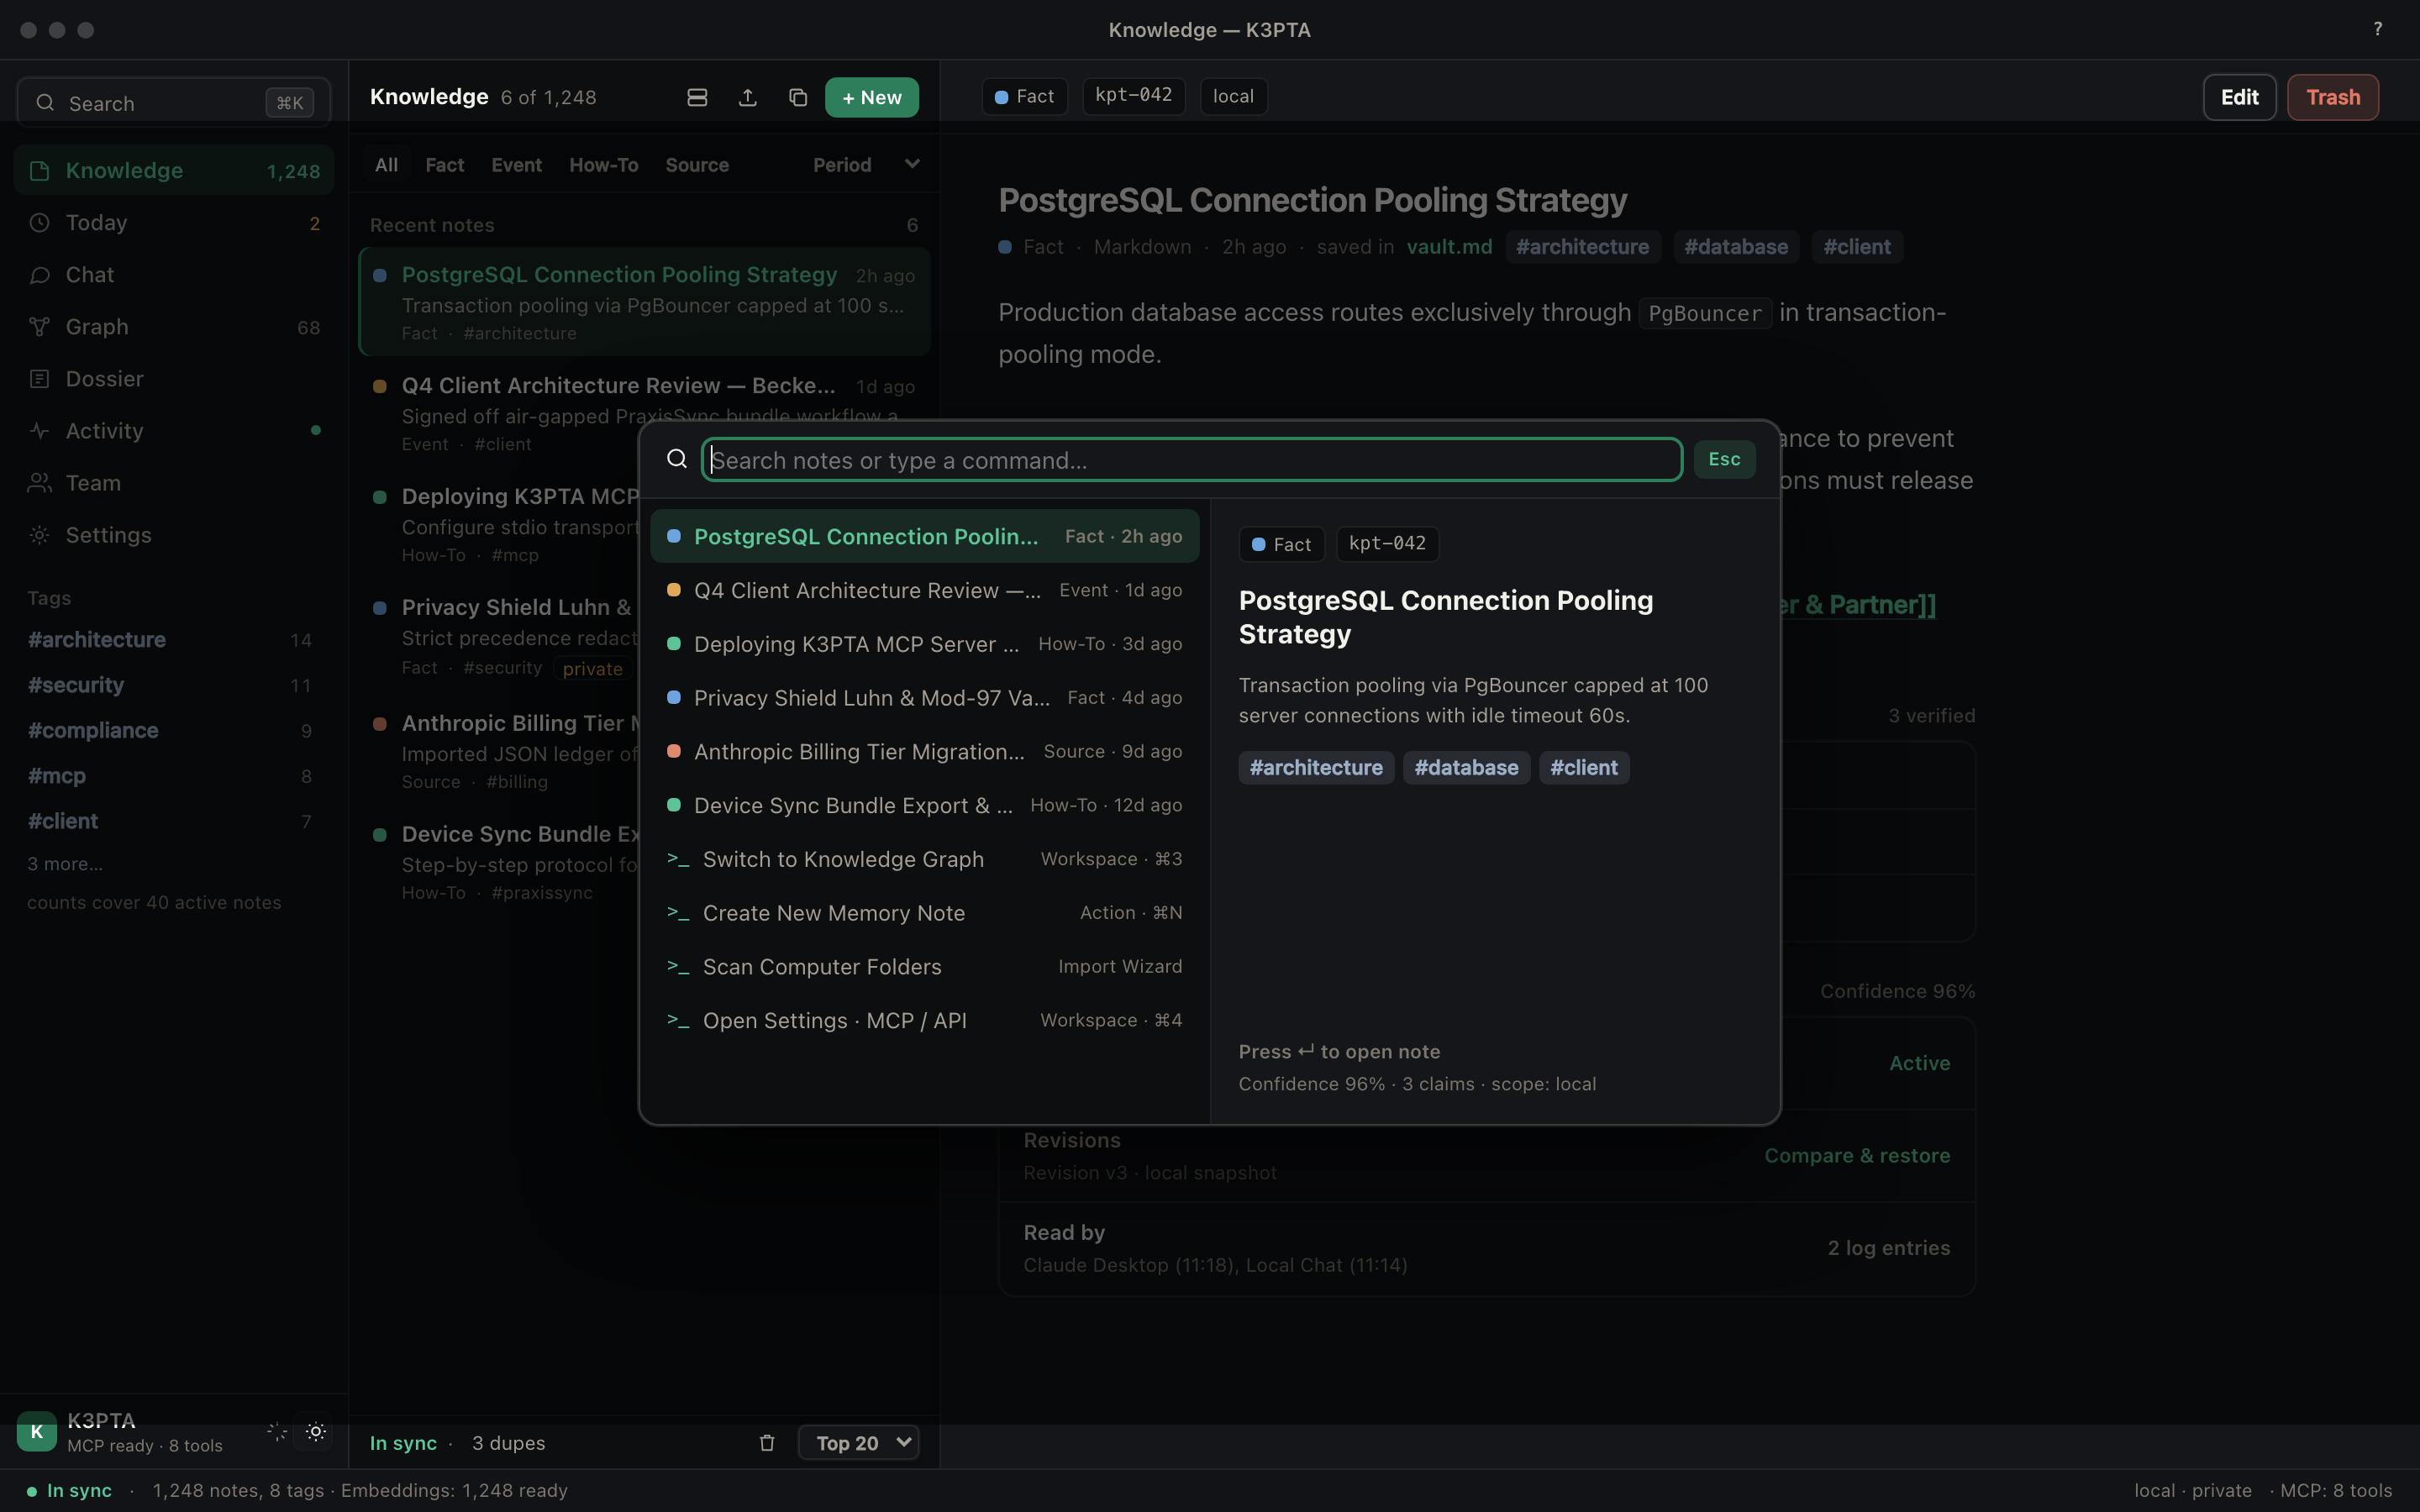 Knowledge — K3PTA
?
Search ⌘K
Knowledge 1,248
Today 2
Chat
Graph 68
Dossier
Activity
Team
Settings
Tags
#architecture 14
#security 11
#compliance 9
#mcp 8
#client 7
3 more...
counts cover 40 active notes
K
K3PTA
MCP ready · 8 tools
Knowledge 6 of 1,248 + New
All Fact Event How-To Source Period
Recent notes 6
PostgreSQL Connection Pooling Strategy 2h ago
Transaction pooling via PgBouncer capped at 100 s...
Fact · #architecture
Q4 Client Architecture Review — Becke... 1d ago
Signed off air-gapped PraxisSync bundle workflow a
Event · #client
Deploying K3PTA MCP
Configure stdio transport
How-To · #mcp
Privacy Shield Luhn &
Strict precedence redact
Fact · #security private
Anthropic Billing Tier
Imported JSON ledger of
Source · #billing
Device Sync Bundle Ex
Step-by-step protocol fo
How-To · #praxissync
In sync · 3 dupes Top 20
Fact kpt-042 local Edit Trash
PostgreSQL Connection Pooling Strategy
Fact · Markdown · 2h ago · saved in vault.md #architecture #database #client
Production database access routes exclusively through PgBouncer in transaction-
pooling mode.
ance to prevent
ons must release
er & Partner]]
3 verified
Confidence 96%
Active
Revisions
Revision v3 · local snapshot
Compare & restore
Read by
Claude Desktop (11:18), Local Chat (11:14)
2 log entries
Search notes or type a command... Esc
PostgreSQL Connection Poolin... Fact · 2h ago
Q4 Client Architecture Review —... Event · 1d ago
Deploying K3PTA MCP Server ... How-To · 3d ago
Privacy Shield Luhn & Mod-97 Va... Fact · 4d ago
Anthropic Billing Tier Migration... Source · 9d ago
Device Sync Bundle Export & ... How-To · 12d ago
>_ Switch to Knowledge Graph Workspace · ⌘3
>_ Create New Memory Note Action · ⌘N
>_ Scan Computer Folders Import Wizard
>_ Open Settings · MCP / API Workspace · ⌘4
Fact kpt-042
PostgreSQL Connection Pooling
Strategy
Transaction pooling via PgBouncer capped at 100
server connections with idle timeout 60s.
#architecture #database #client
Press ↵ to open note
Confidence 96% · 3 claims · scope: local
In sync · 1,248 notes, 8 tags · Embeddings: 1,248 ready
local · private · MCP: 8 tools